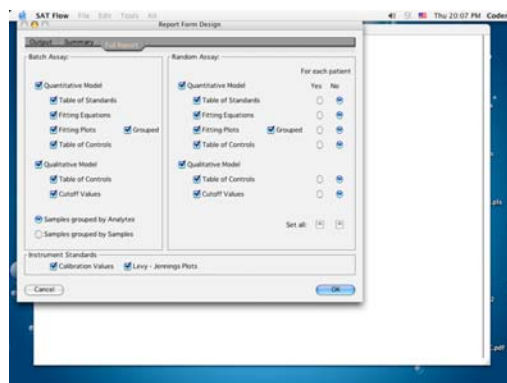 SAT Flow File Edit Tools Kit Thu 20:07 PM Coder
Report Form Design
Output Summary Full Report
Batch Assay:
Quantitative Model
Table of Standards
Fitting Equations
Fitting Plots Grouped
Table of Controls
Qualitative Model
Table of Controls
Cutoff Values
Samples grouped by Analytes
Samples grouped by Samples
Random Assay:
For each patient
Quantitative Model Yes No
Table of Standards
Fitting Equations
Fitting Plots Grouped
Table of Controls
Qualitative Model
Table of Controls
Cutoff Values
Set all:
Instrument Standards
Calibration Values Levy - Jennings Plots
Cancel OK
.pdf